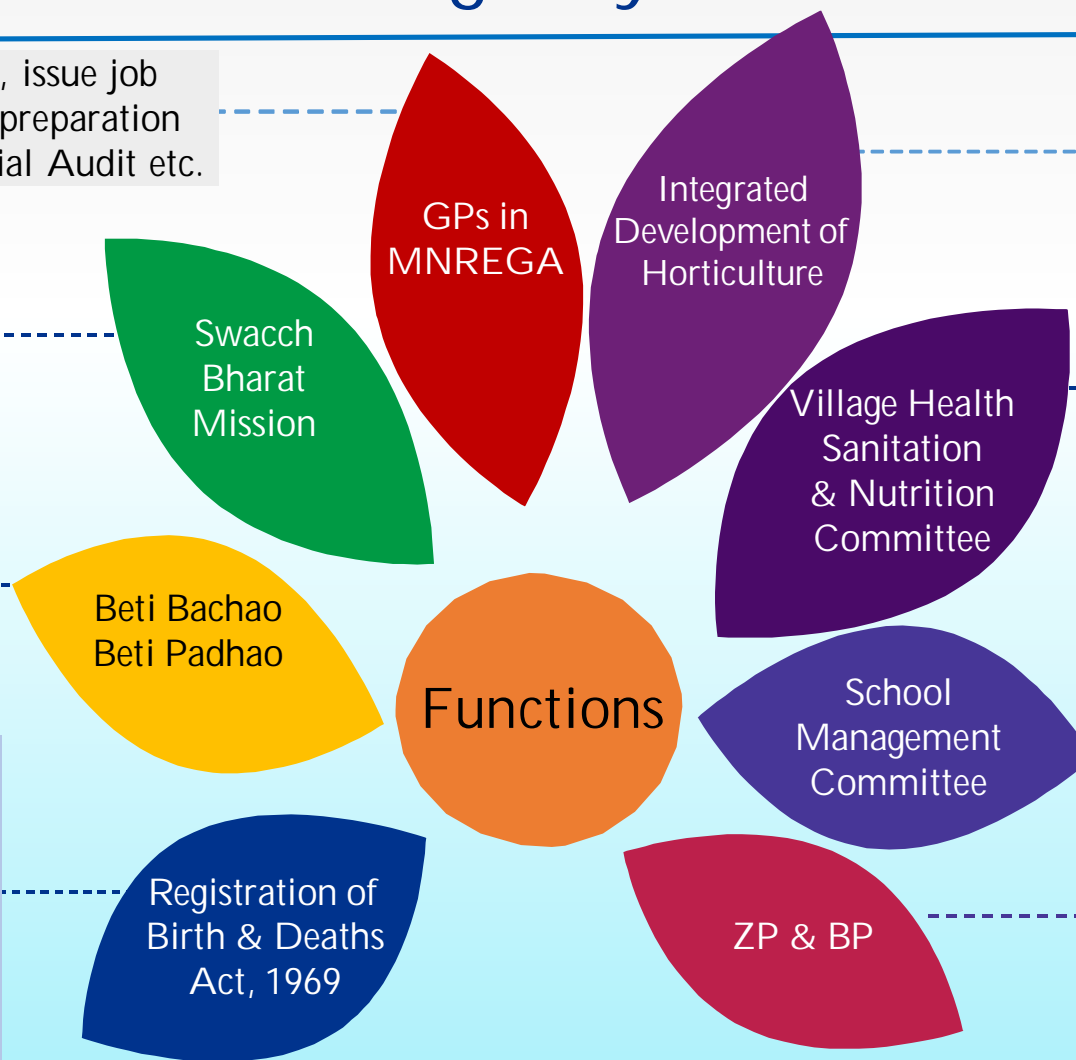 , issue job
preparation
ial Audit etc.
GPs in
MNREGA
Integrated
Development of
Horticulture
Swacch
Bharat
Mission
Village Health
Sanitation
& Nutrition
Committee
Beti Bachao
Beti Padhao
Functions
School
Management
Committee
Registration of
Birth & Deaths
Act, 1969
ZP & BP